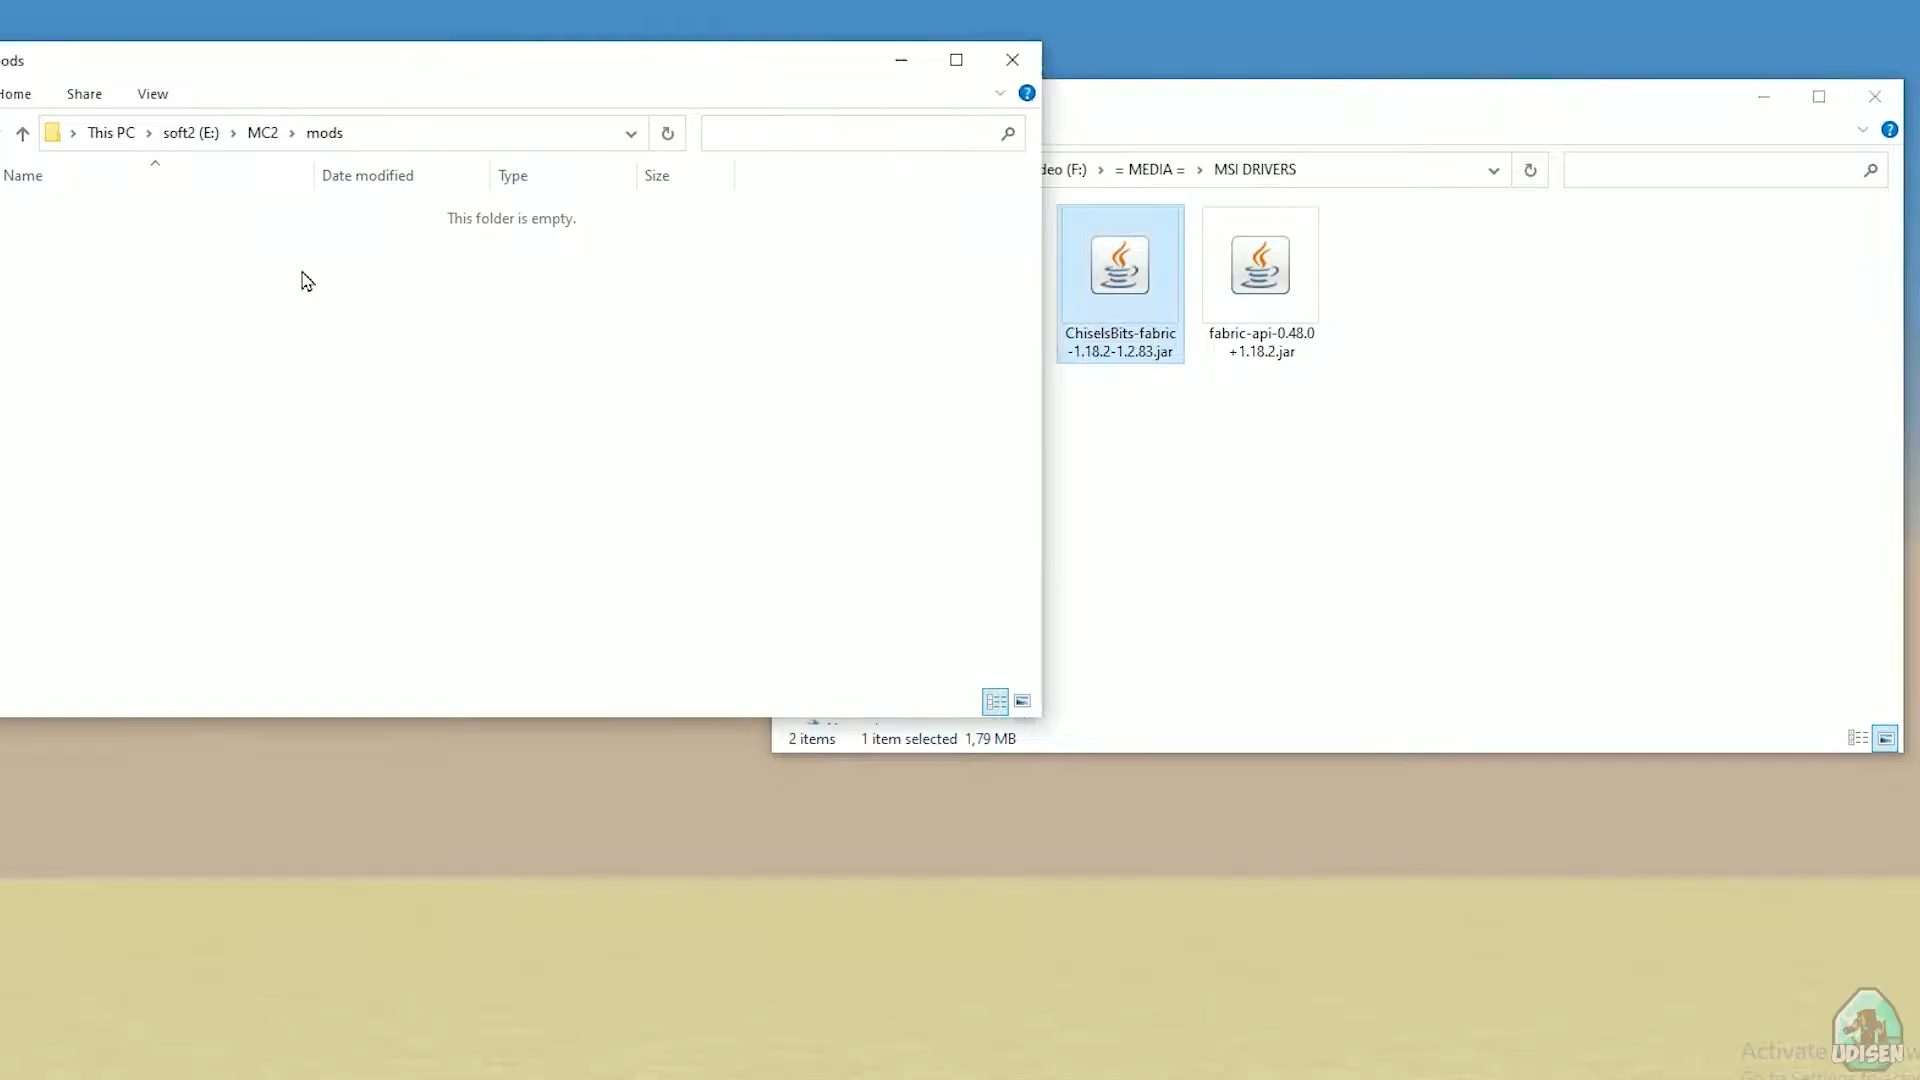 ods
Home Share View
This PC soft2 (E:) MC2 mods
Name Date modified Type Size
This folder is empty.
deo (F:) = MEDIA = MSI DRIVERS
ChiselsBits-fabric
-1.18.2-1.2.83.jar
fabric-api-0.48.0
+1.18.2.jar
2 items 1 item selected 1,79 MB
Activate
UDISEN